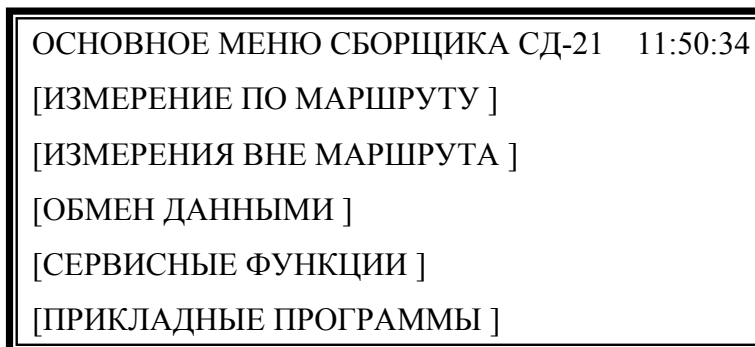 ОСНОВНОЕ МЕНЮ СБОРЩИКА СД-21 11:50:34
[ИЗМЕРЕНИЕ ПО МАРШРУТУ ]
[ИЗМЕРЕНИЯ ВНЕ МАРШРУТА ]
[ОБМЕН ДАННЫМИ ]
[СЕРВИСНЫЕ ФУНКЦИИ ]
[ПРИКЛАДНЫЕ ПРОГРАММЫ ]